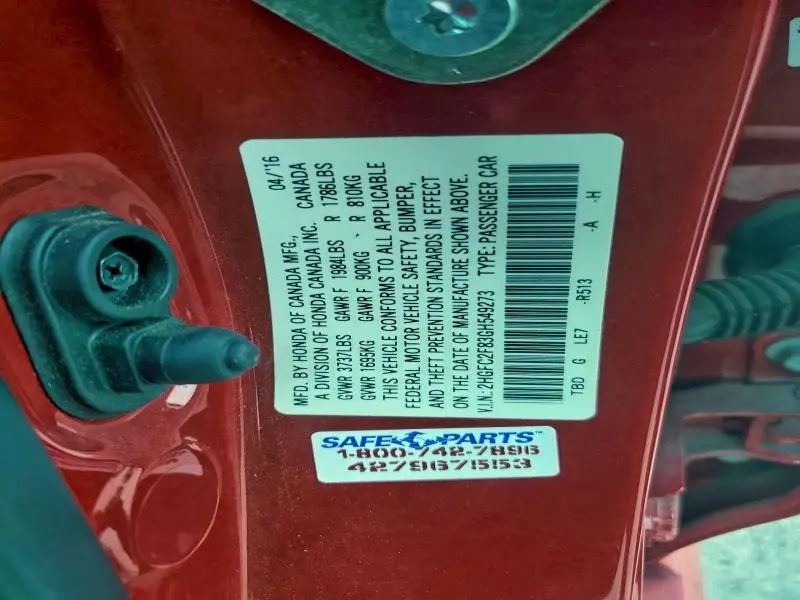 MFD. BY HONDA OF CANADA MFG., 04/16
A DIVISION OF HONDA CANADA INC. CANADA
GVWR 3737LBS GAWR F 1984LBS R 1786LBS
GVWR 1695KG GAWR F 900KG R 810KG
THIS VEHICLE CONFORMS TO ALL APPLICABLE
FEDERAL MOTOR VEHICLE SAFETY, BUMPER,
AND THEFT PREVENTION STANDARDS IN EFFECT
ON THE DATE OF MANUFACTURE SHOWN ABOVE.
V.I.N.: 2HGFC2F83GH549273 TYPE: PASSENGER CAR
TBD G LE7 -R513 -A -H
SAFE PARTS™
1-800-742-7896
427967553